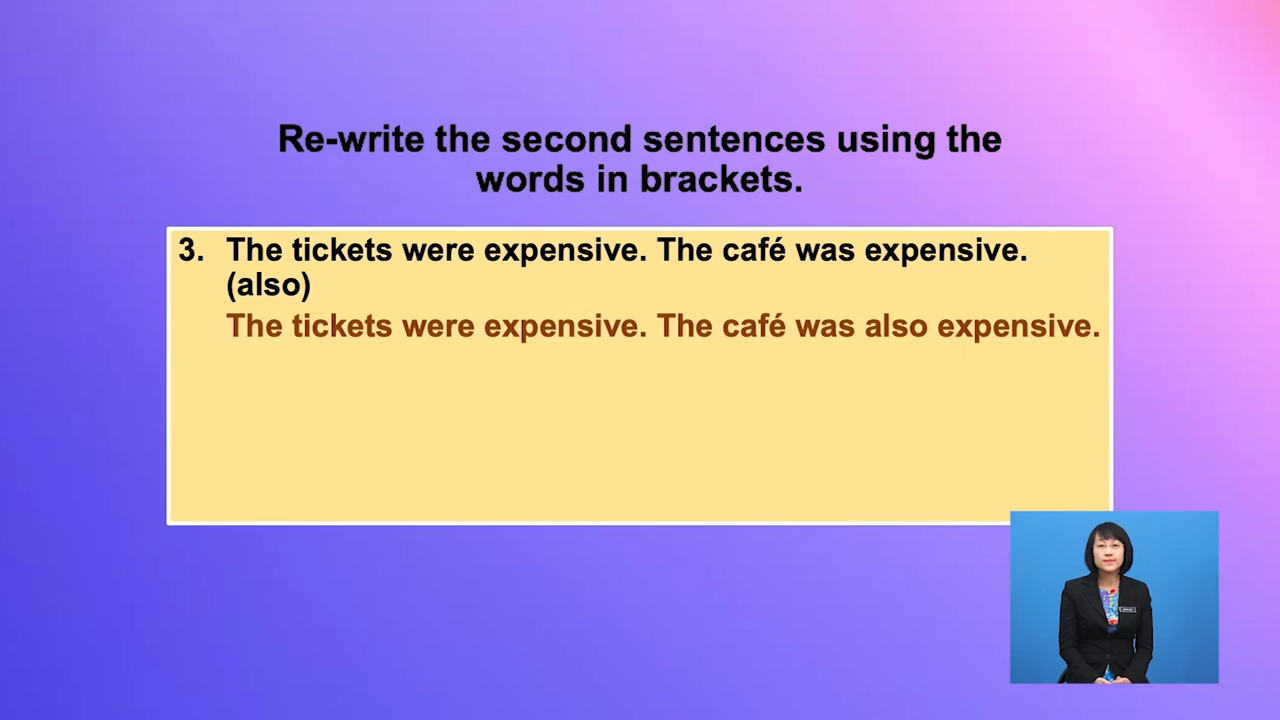 Re-write the second sentences using the
words in brackets.
3. The tickets were expensive. The café was expensive.
(also)
The tickets were expensive. The café was also expensive.